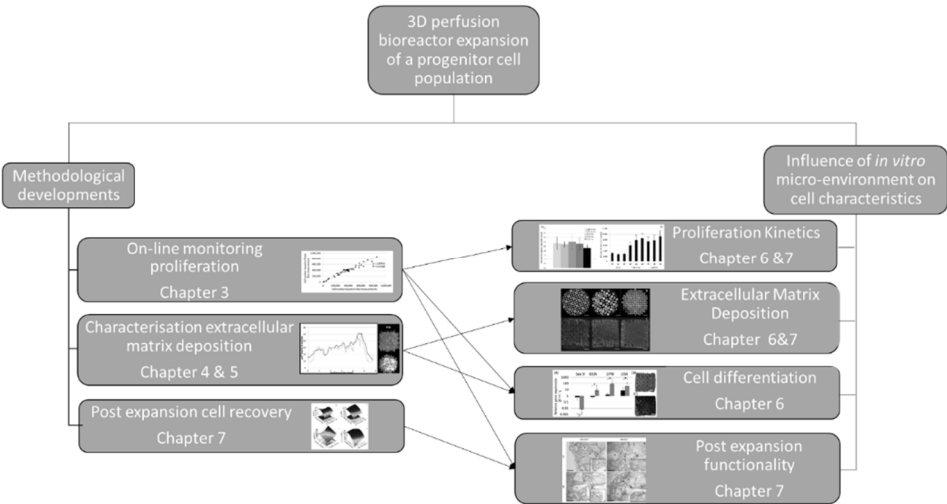 3D perfusion
bioreactor expansion
of a progenitor cell
population
Methodological
developments
Influence of in vitro
micro-environment on
cell characteristics
On-line monitoring
proliferation
Chapter 3
Characterisation extracellular
matrix deposition
Chapter 4 & 5
Post expansion cell recovery
Chapter 7
Proliferation Kinetics
Chapter 6 &7
Extracellular Matrix
Deposition
Chapter 6&7
Cell differentiation
Chapter 6
Post expansion
functionality
Chapter 7